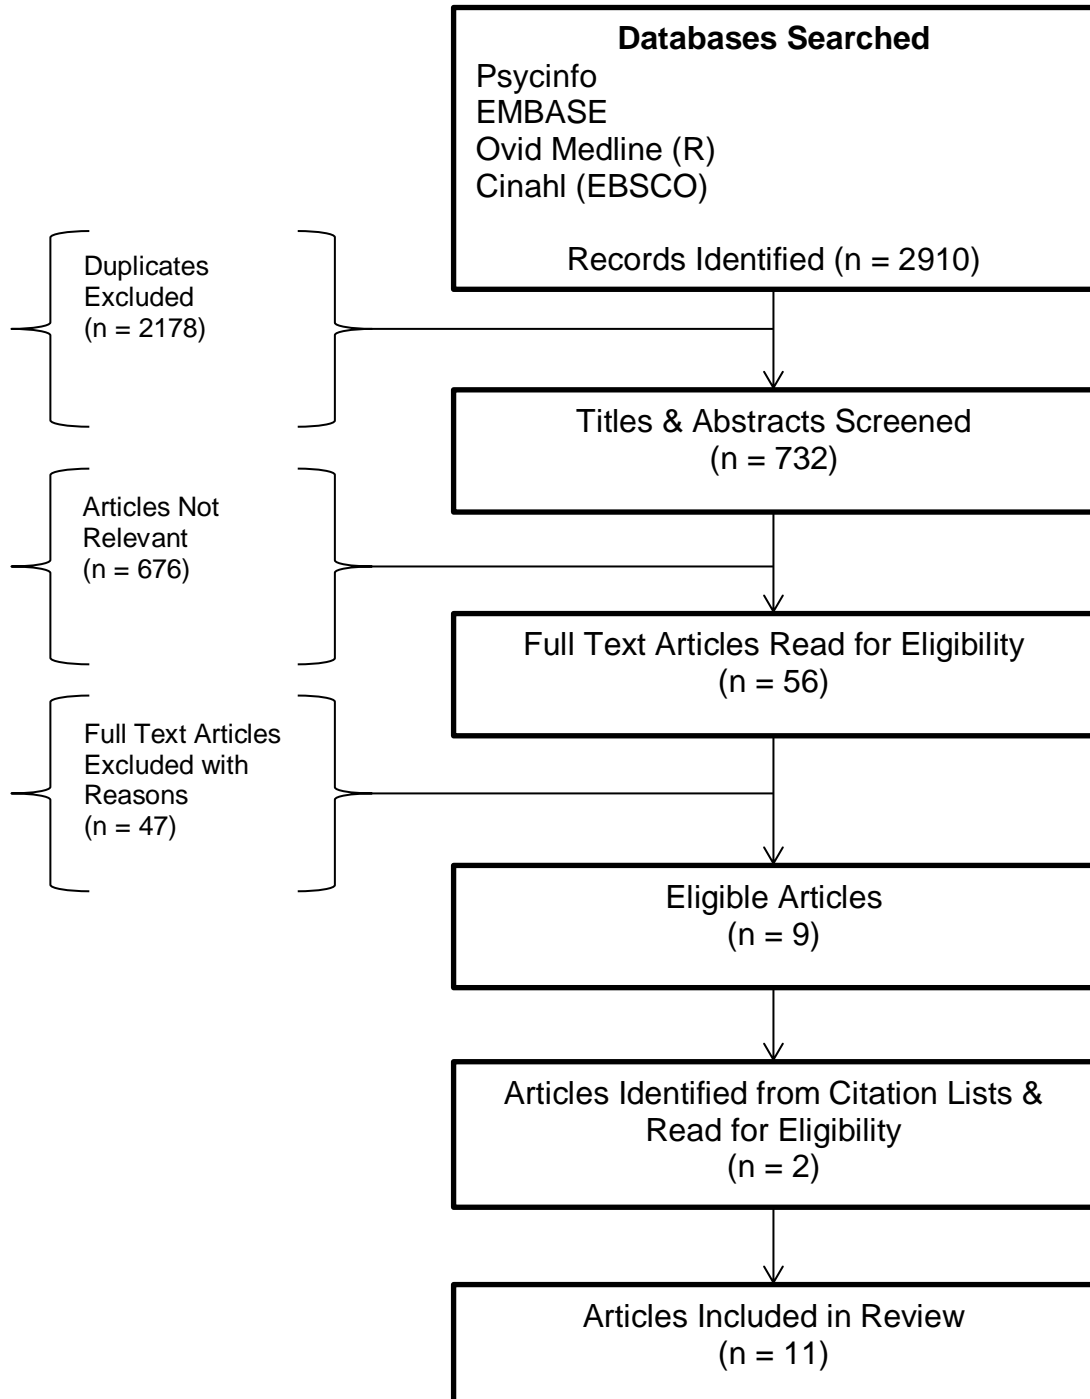 Databases Searched
Psycinfo
EMBASE
Ovid Medline (R)
Cinahl (EBSCO)
Records Identified (n = 2910)
Duplicates
Excluded
(n = 2178)
Titles & Abstracts Screened
(n = 732)
Articles Not
Relevant
(n = 676)
Full Text Articles Read for Eligibility
(n = 56)
Full Text Articles
Excluded with
Reasons
(n = 47)
Eligible Articles
(n = 9)
Articles Identified from Citation Lists &
Read for Eligibility
(n = 2)
Articles Included in Review
(n = 11)